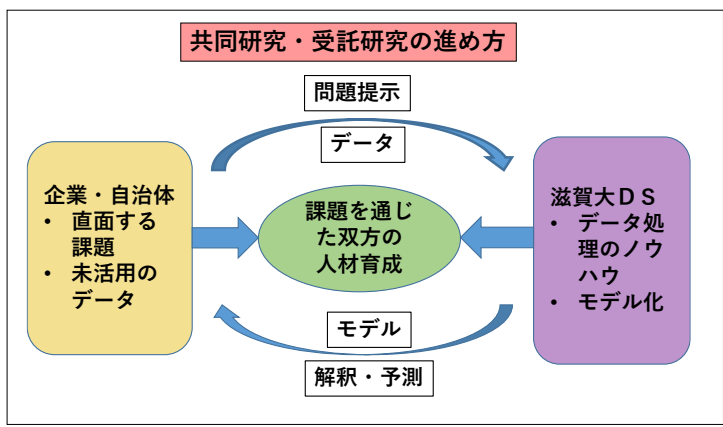 共同研究・受託研究の進め方
問題提示
データ
企業・自治体
• 直面する
課題
• 未活用の
データ
課題を通じ
た双方の
人材育成
滋賀大ＤＳ
• データ処
理のノウ
ハウ
• モデル化
モデル
解釈・予測